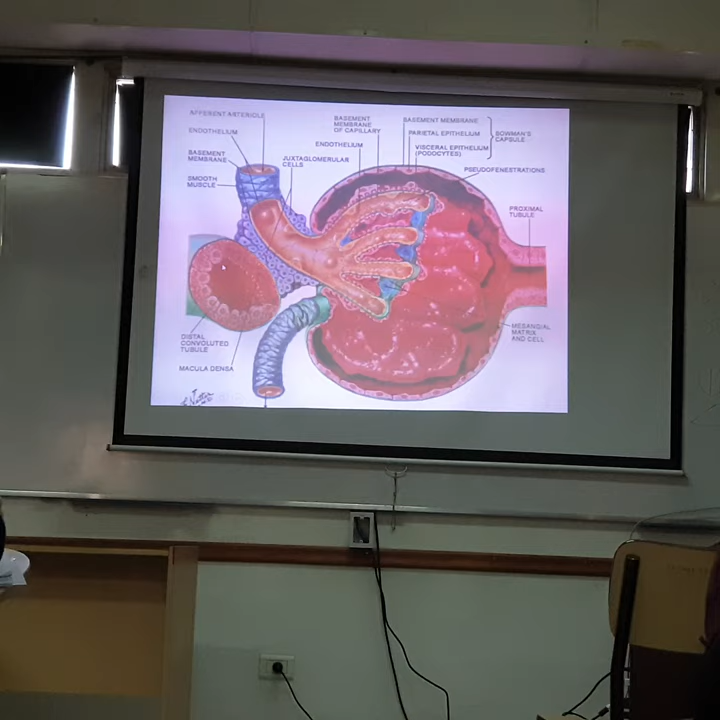 AFFERENT ARTERIOLE
ENDOTHELIUM
BASEMENT
MEMBRANE
SMOOTH
MUSCLE
JUXTAGLOMERULAR
CELLS
BASEMENT
MEMBRANE
OF CAPILLARY
ENDOTHELIUM
BASEMENT MEMBRANE
PARIETAL EPITHELIUM
VISCERAL EPITHELIUM
(PODOCYTES)
BOWMAN'S
CAPSULE
PSEUDOFENESTRATIONS
PROXIMAL
TUBULE
MESANGIAL
MATRIX
AND CELL
DISTAL
CONVOLUTED
TUBULE
MACULA DENSA